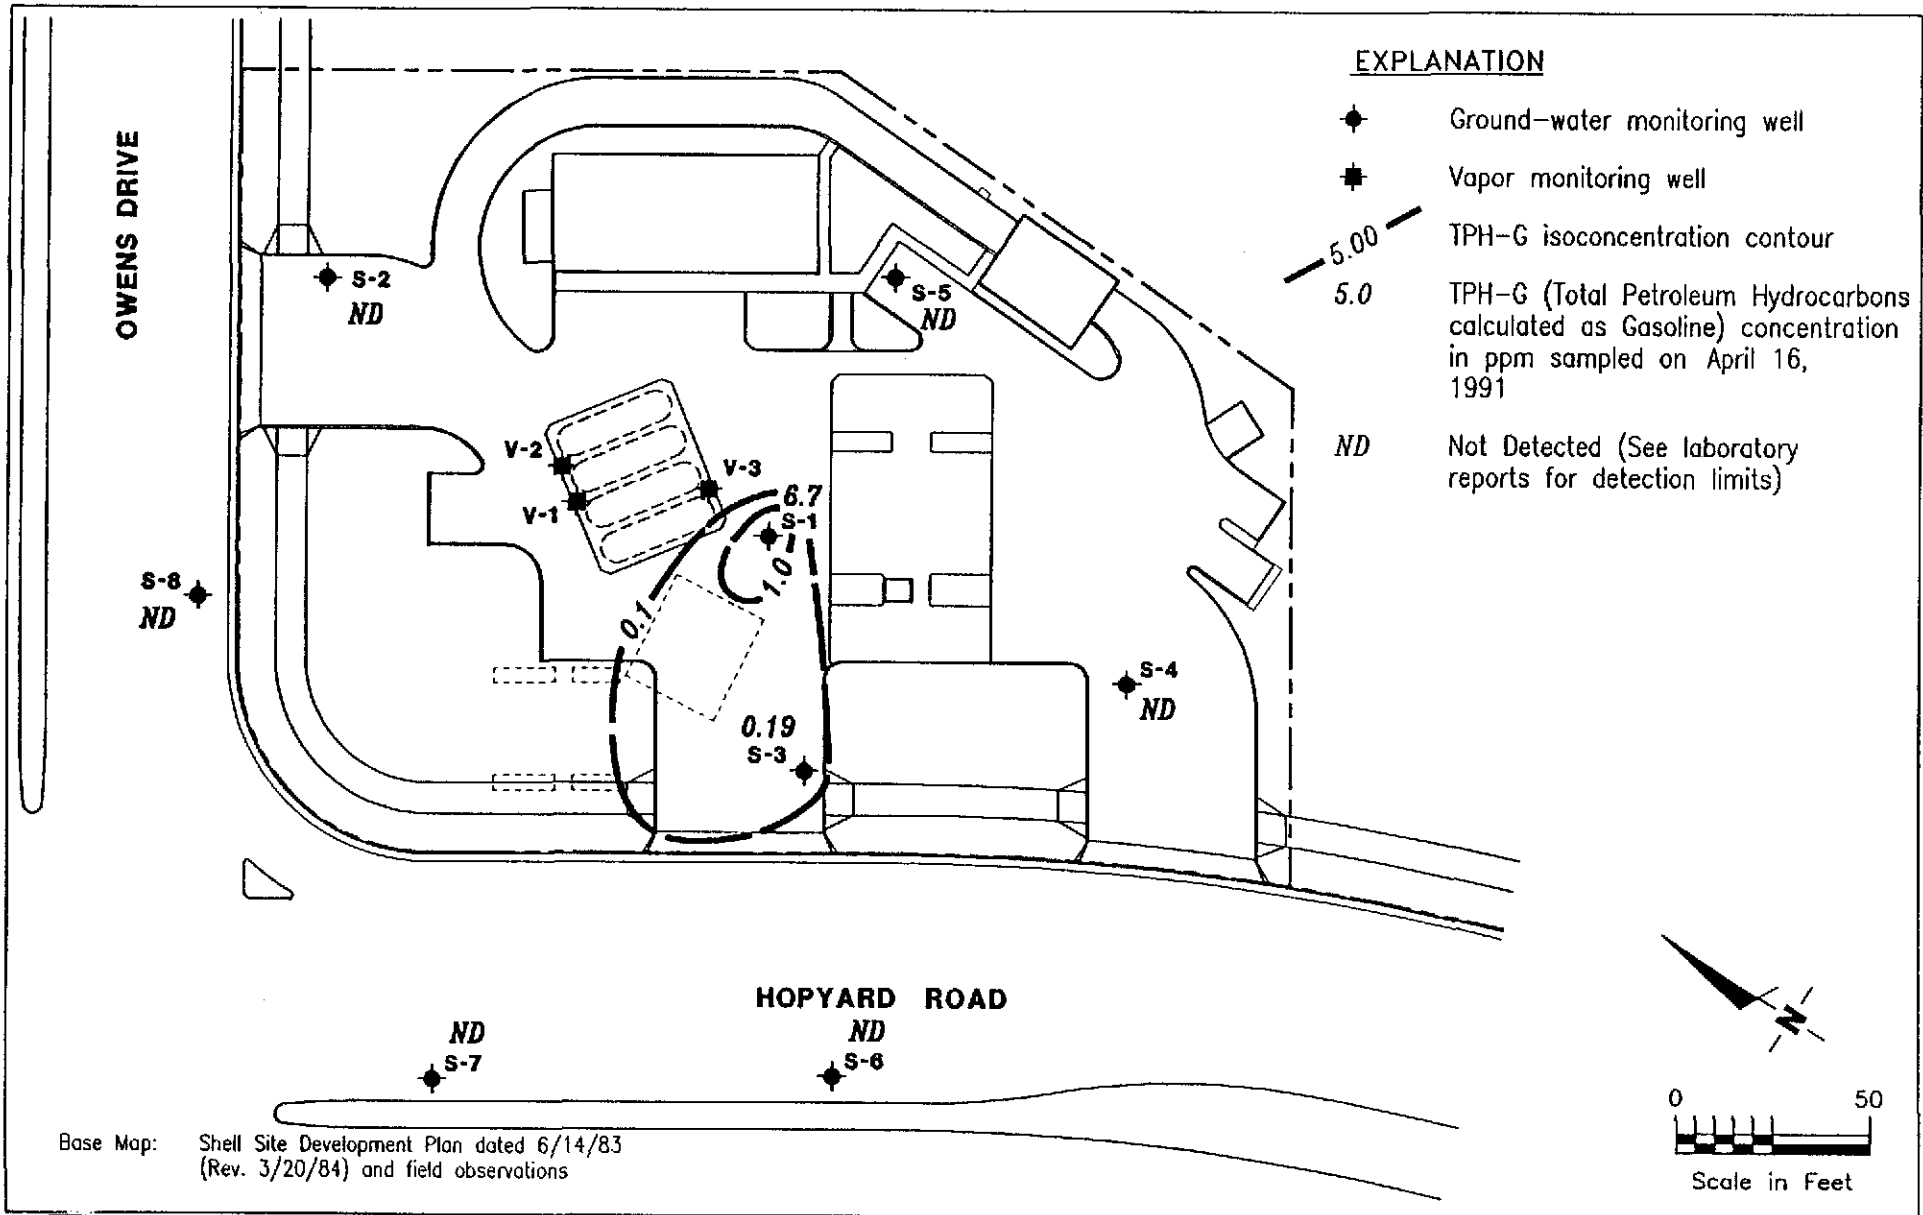 EXPLANATION
Ground-water monitoring well
Vapor monitoring well
5.00
TPH-G isoconcentration contour
5.0
TPH-G (Total Petroleum Hydrocarbons
calculated as Gasoline) concentration
in ppm sampled on April 16,
1991
ND
Not Detected (See laboratory
reports for detection limits)
OWENS DRIVE
S-2
ND
S-5
ND
V-2
V-3
V-1
6.7
S-1
1.0
0.1
S-8
ND
S-4
ND
0.19
S-3
HOPYARD ROAD
ND
S-7
ND
S-6
N
0 50
Scale in Feet
Base Map: Shell Site Development Plan dated 6/14/83
(Rev. 3/20/84) and field observations